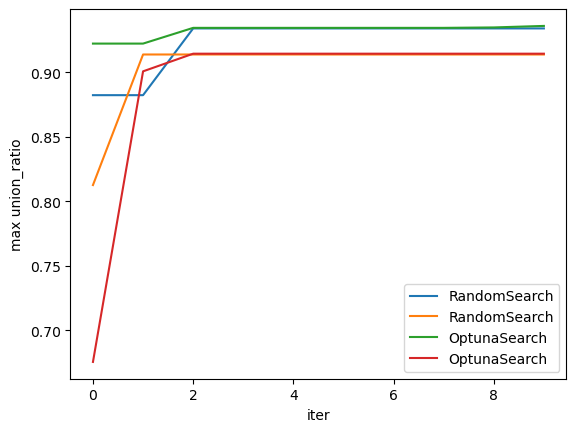 max union_ratio
0.90
0.85
0.80
0.75
0.70
0
2
4
6
8
iter
RandomSearch
RandomSearch
OptunaSearch
OptunaSearch